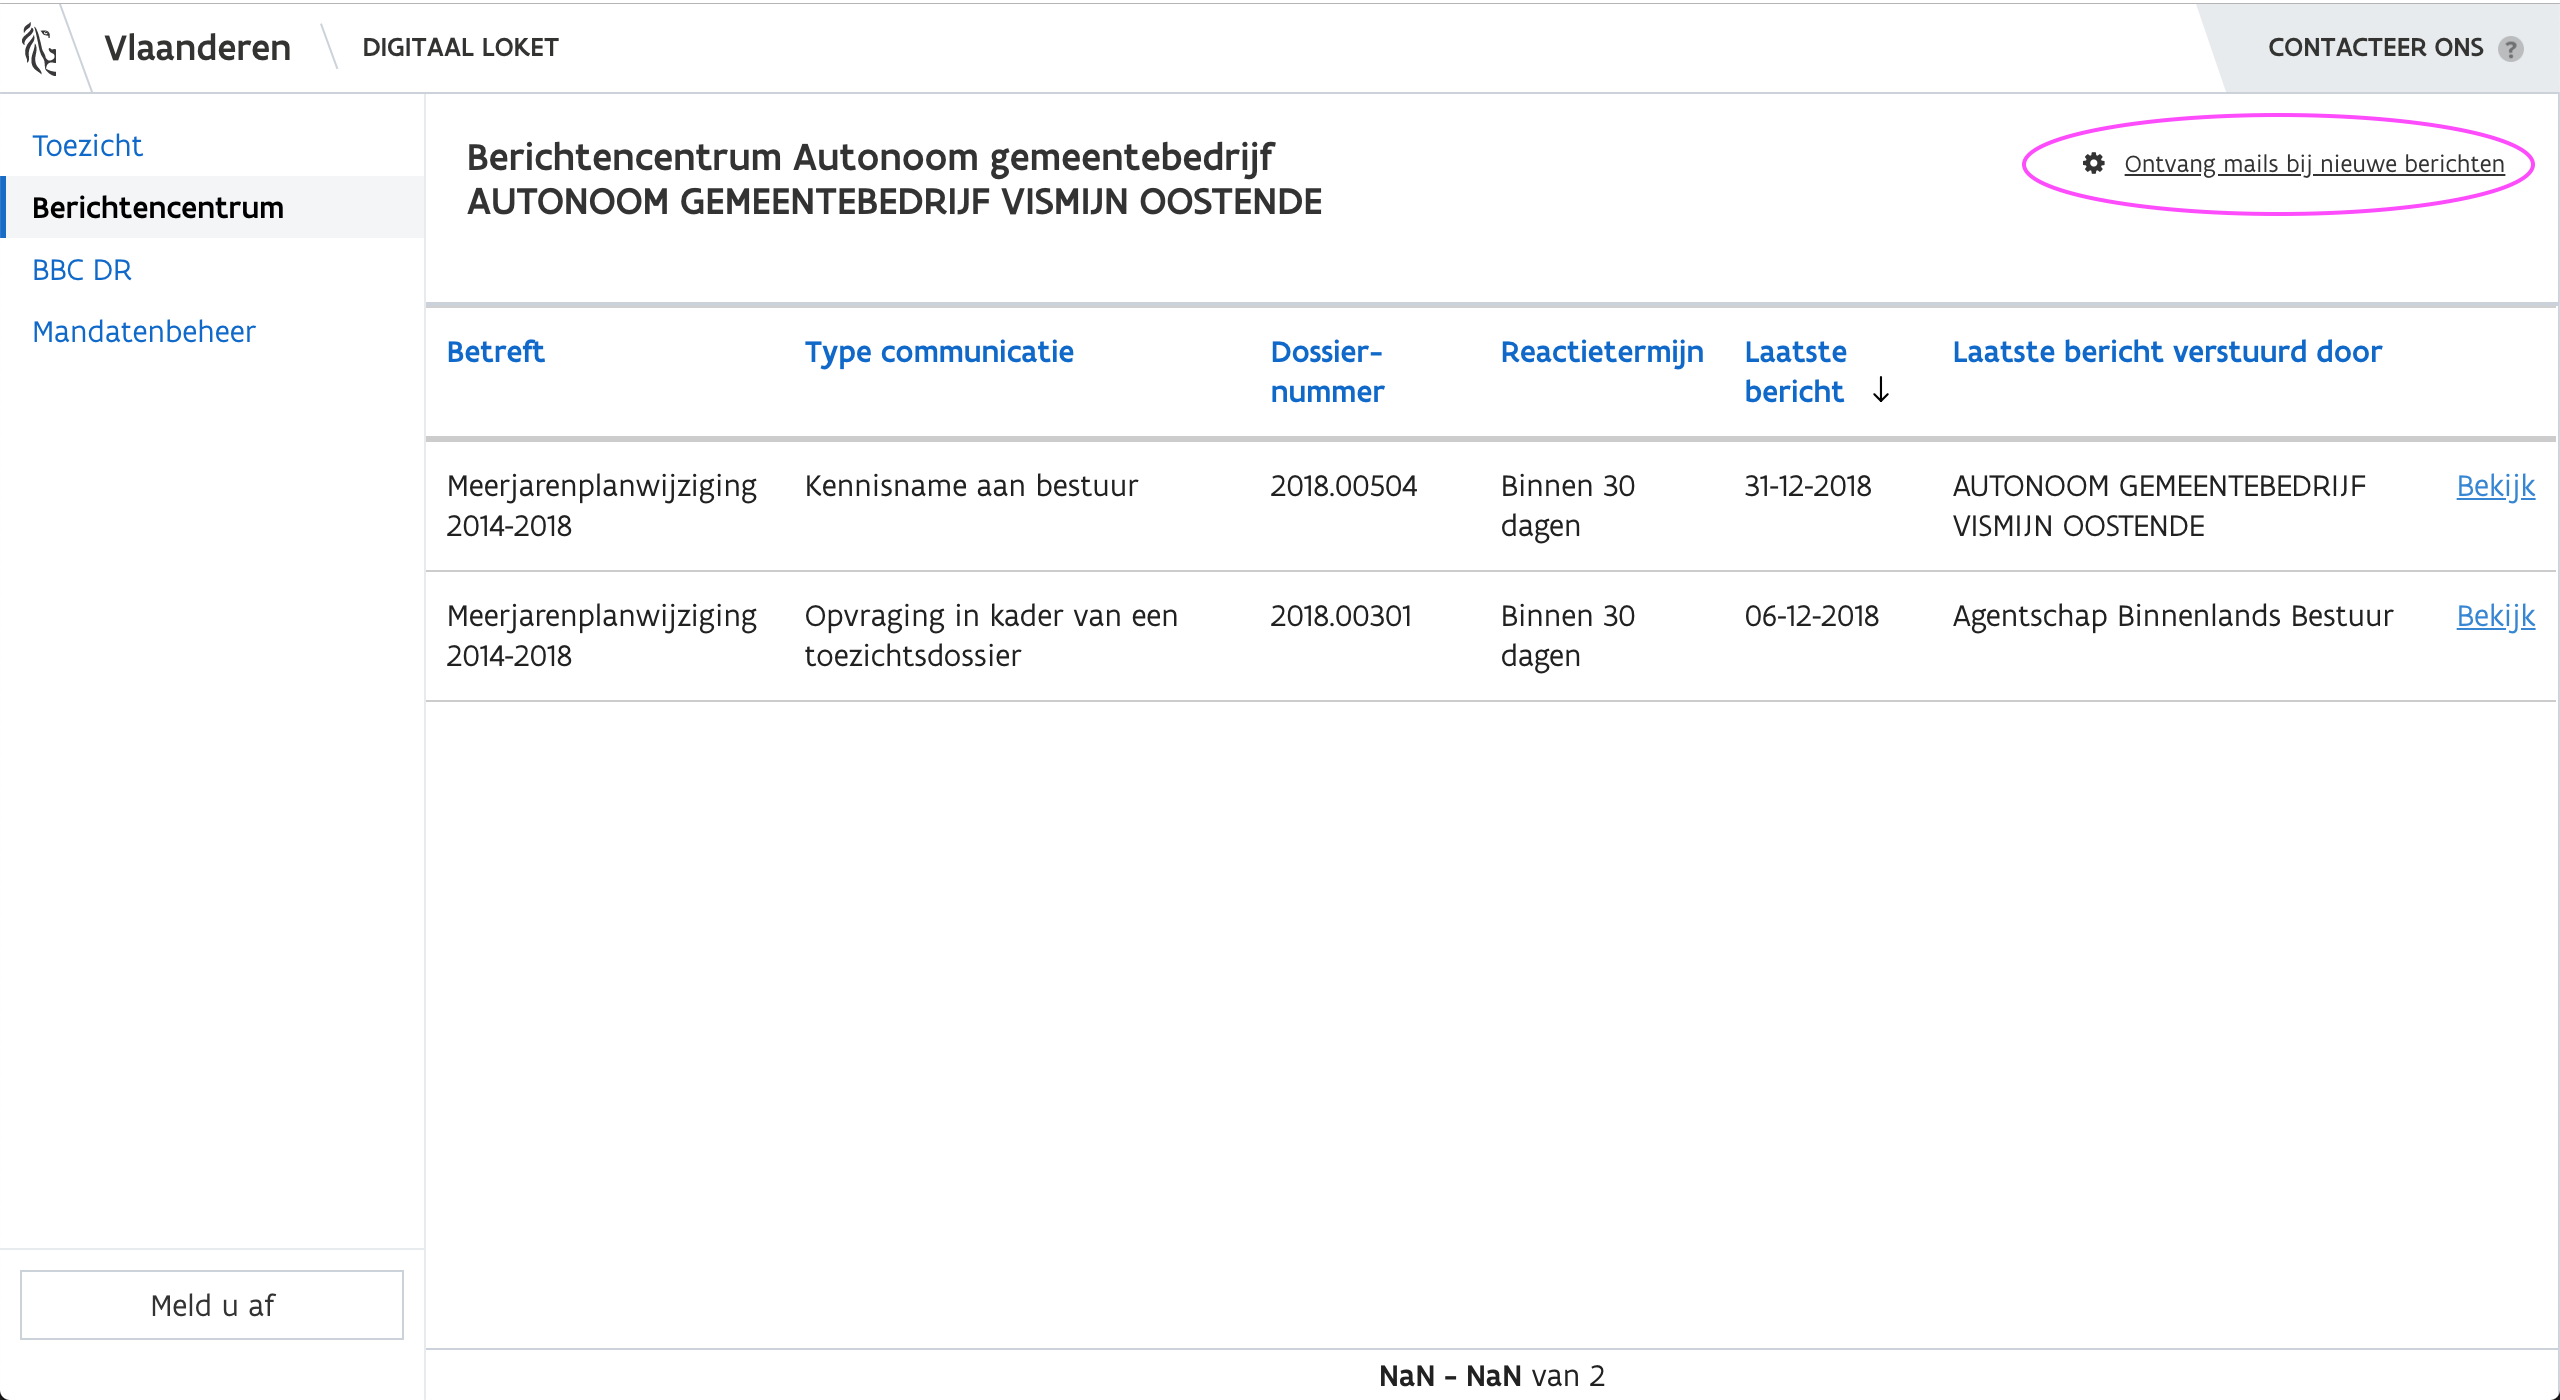 Vlaanderen
DIGITAAL LOKET
CONTACTEER ONS ?
Toezicht
Berichtencentrum
BBC DR
Mandatenbeheer
Berichtencentrum Autonoom gemeentebedrijf
AUTONOOM GEMEENTEBEDRIJF VISMIJN OOSTENDE
Ontvang mails bij nieuwe berichten
Betreft
Type communicatie
Dossier-
nummer
Reactietermijn
Laatste
bericht ↓
Laatste bericht verstuurd door
Meerjarenplanwijziging
2014-2018
Kennisname aan bestuur
2018.00504
Binnen 30
dagen
31-12-2018
AUTONOOM GEMEENTEBEDRIJF
VISMIJN OOSTENDE
Bekijk
Meerjarenplanwijziging
2014-2018
Opvraging in kader van een
toezichtsdossier
2018.00301
Binnen 30
dagen
06-12-2018
Agentschap Binnenlands Bestuur
Bekijk
Meld u af
NaN - NaN van 2